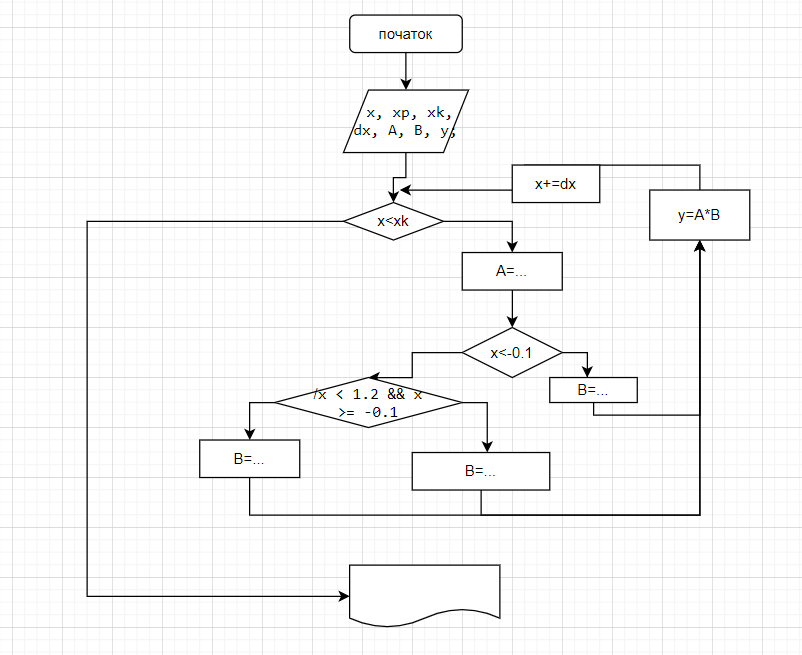 початок
x, xp, xk,
dx, A, B, y;
x+=dx
y=A*B
x<xk
A=...
x<-0.1
B=...
/x < 1.2 && x
>= -0.1
B=...
B=...